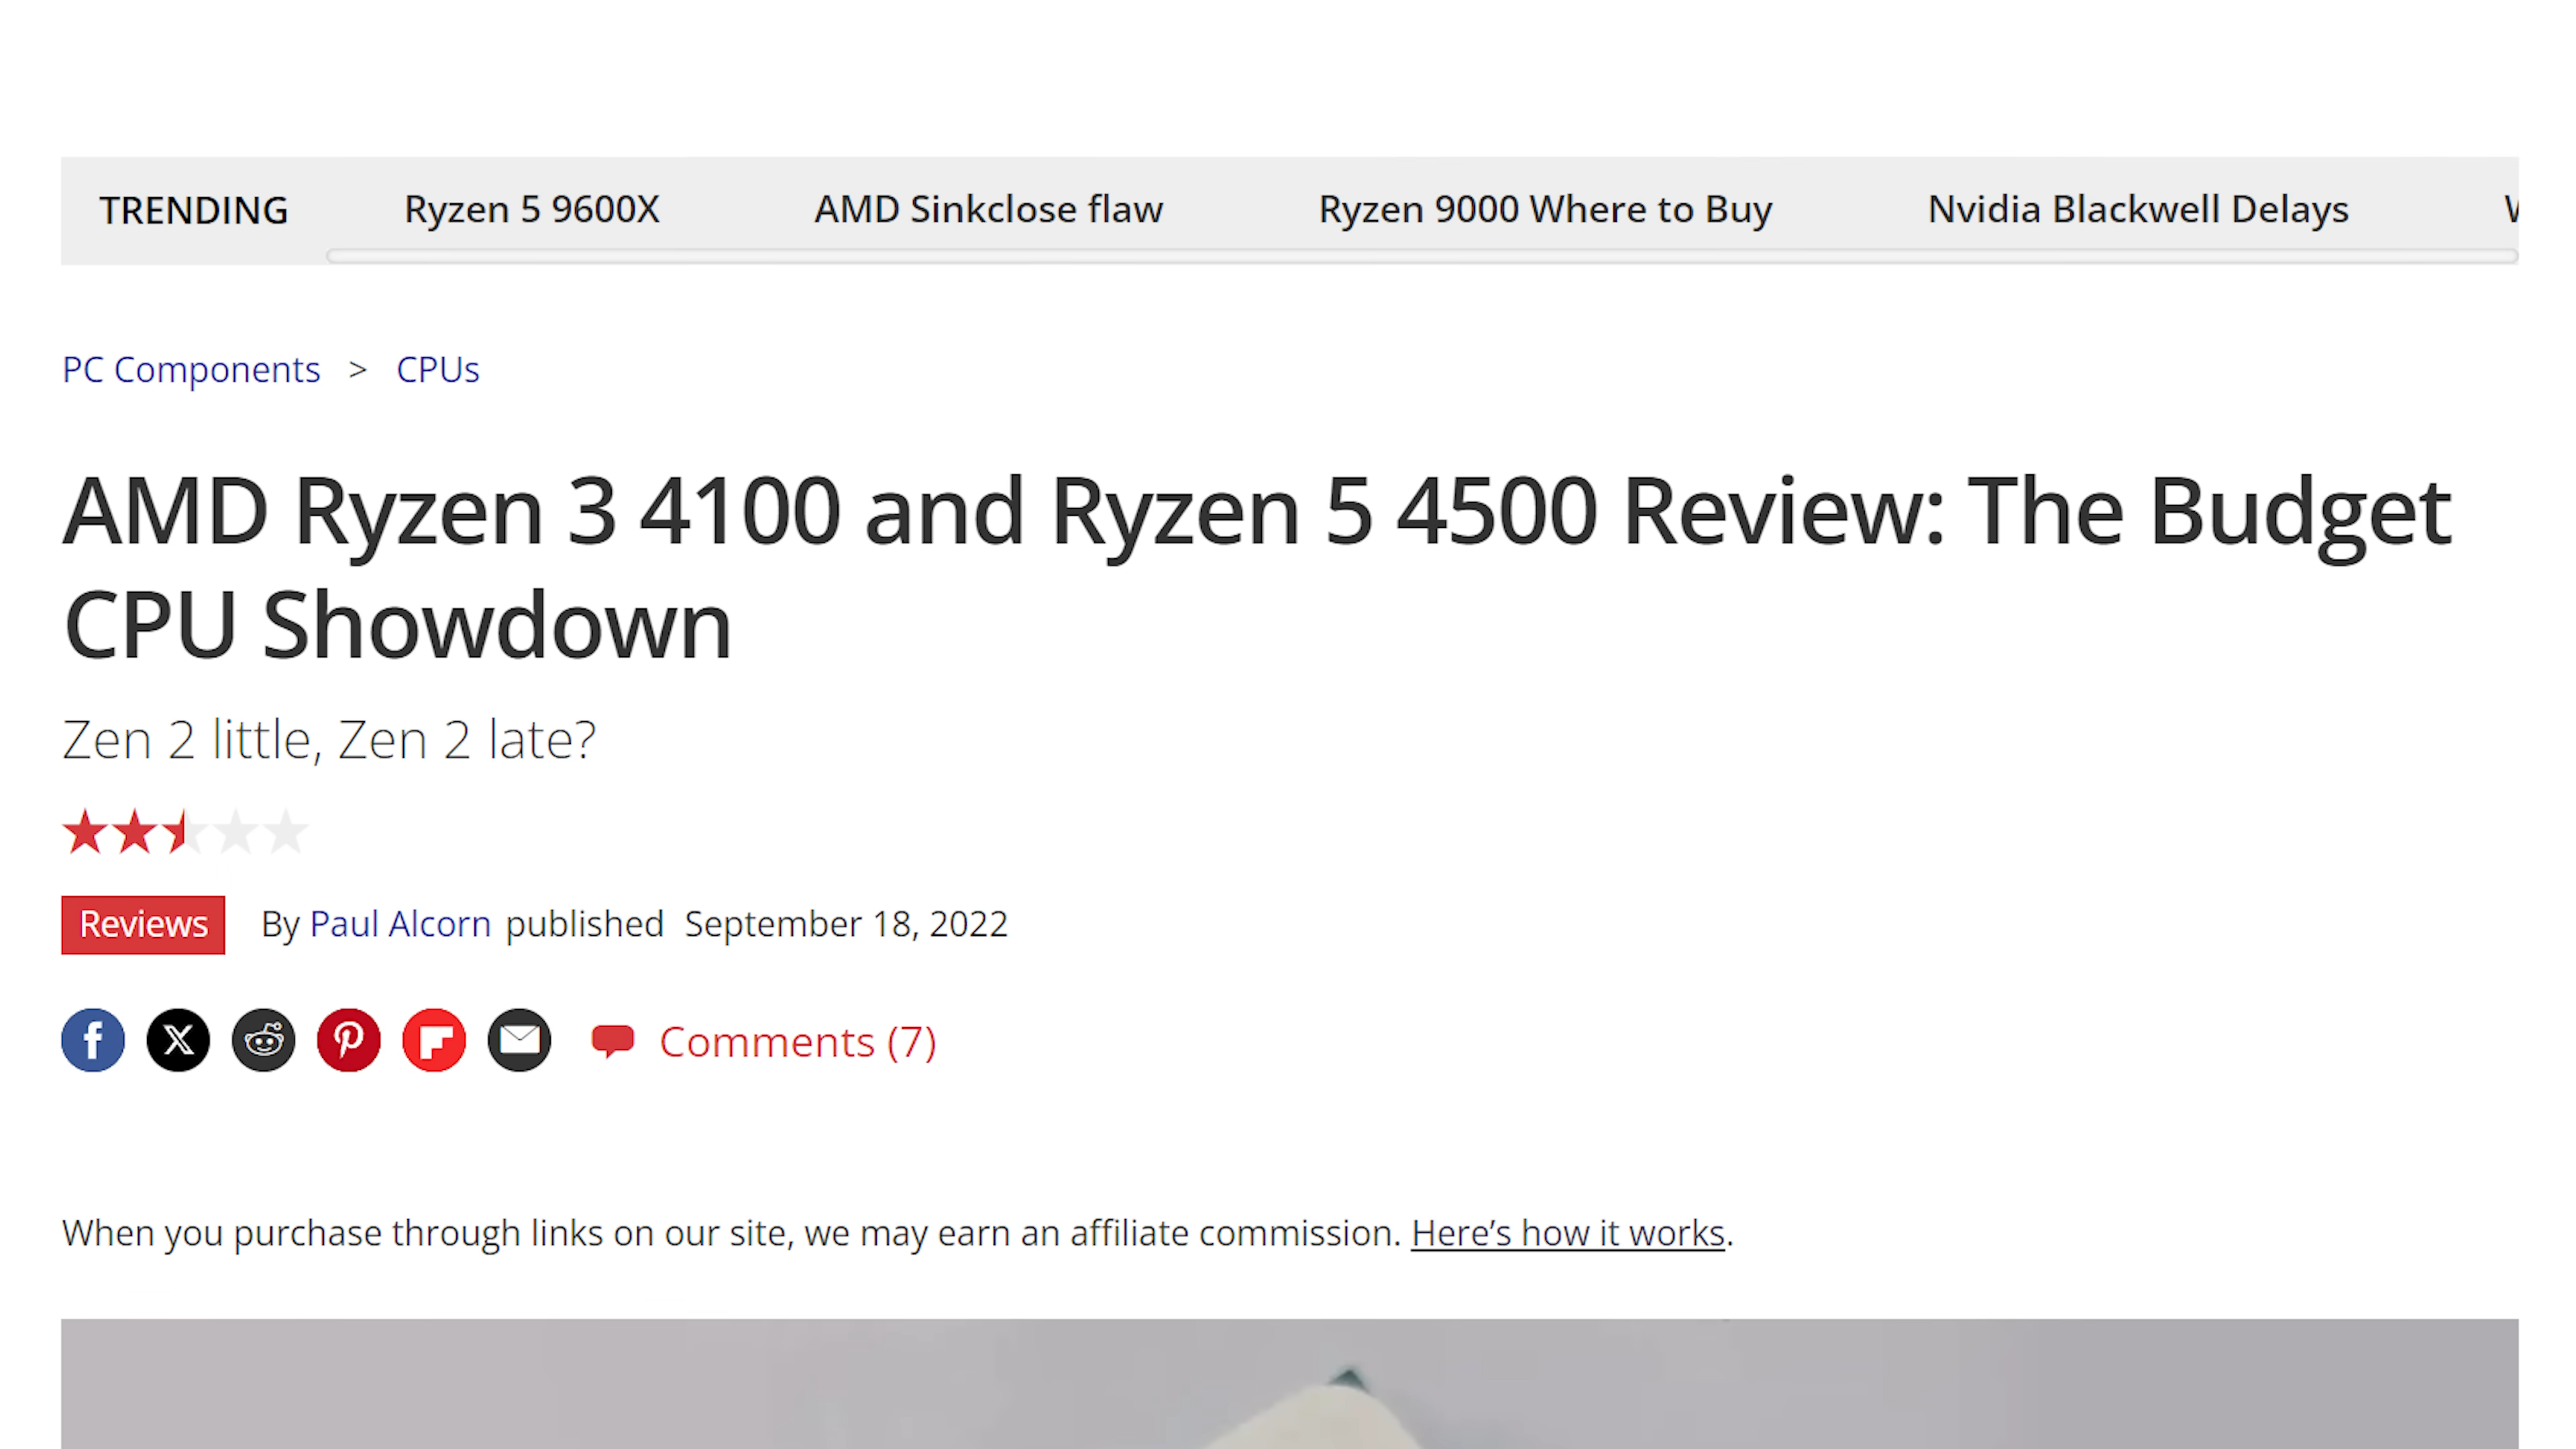 TRENDING Ryzen 5 9600X AMD Sinkclose flaw Ryzen 9000 Where to Buy Nvidia Blackwell Delays
PC Components > CPUs
AMD Ryzen 3 4100 and Ryzen 5 4500 Review: The Budget
CPU Showdown
Zen 2 little, Zen 2 late?
Reviews By Paul Alcorn published September 18, 2022
Comments (7)
When you purchase through links on our site, we may earn an affiliate commission. Here’s how it works.